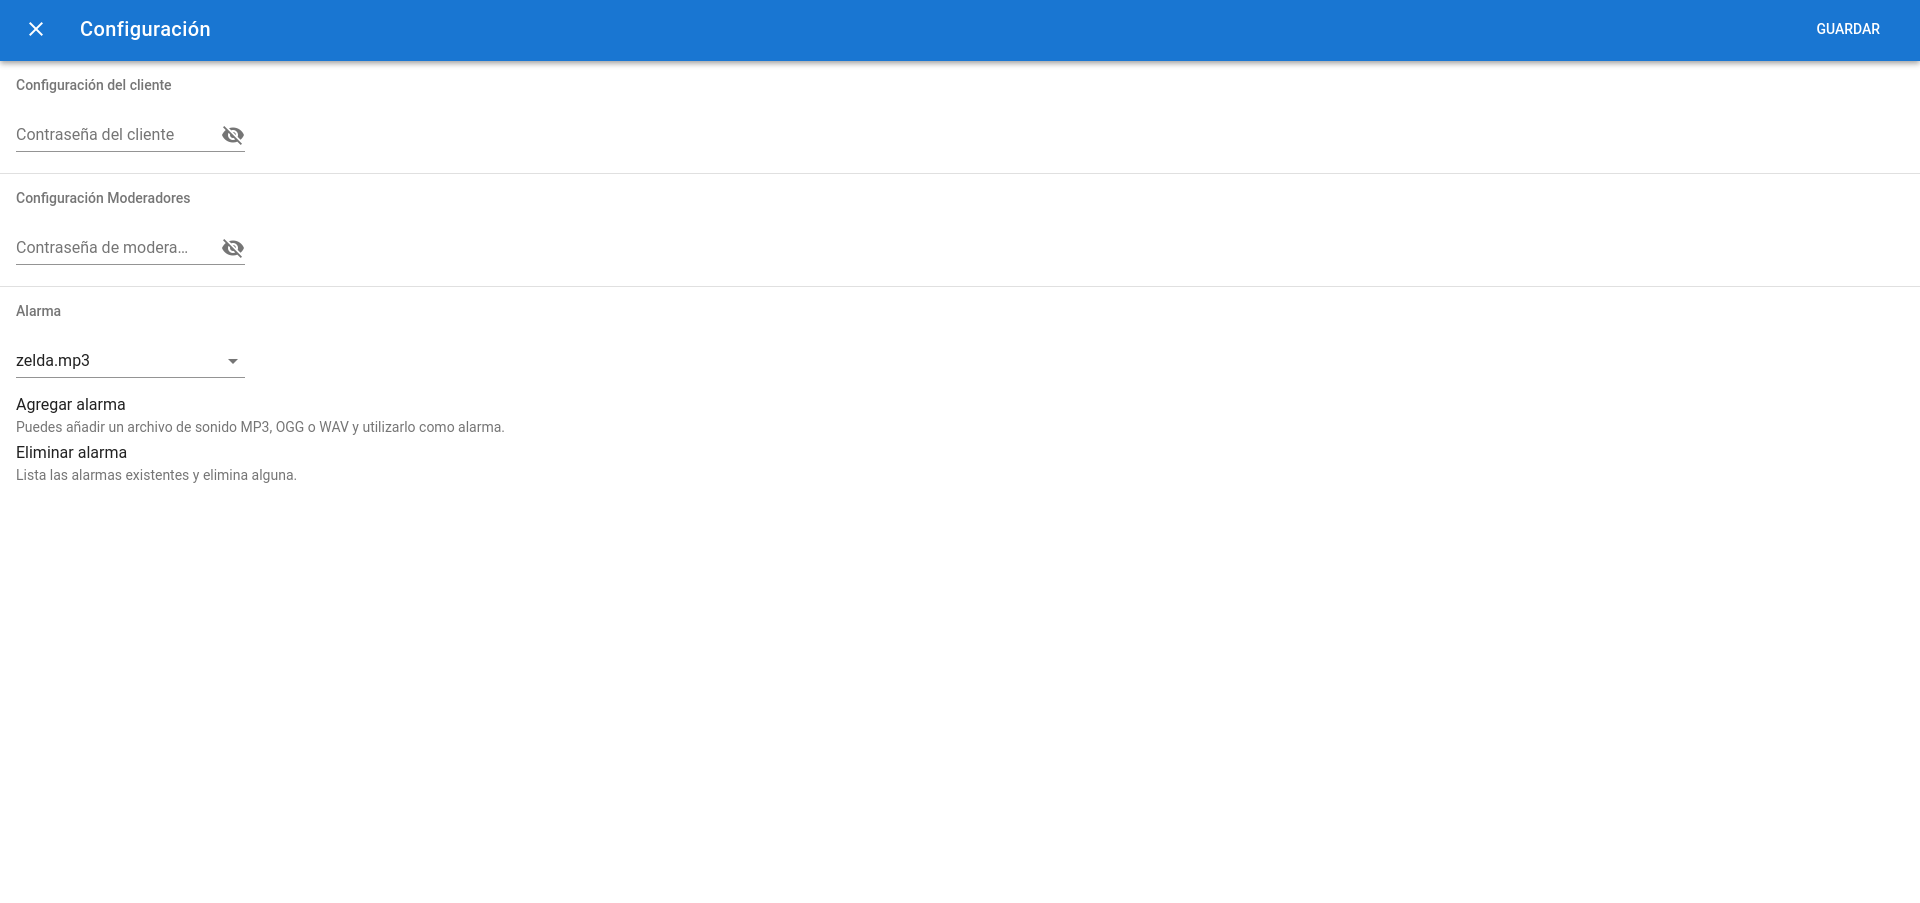 Configuración
GUARDAR
Configuración del cliente
Contraseña del cliente
Configuración Moderadores
Contraseña de modera...
Alarma
zelda.mp3
Agregar alarma
Puedes añadir un archivo de sonido MP3, OGG o WAV y utilizarlo como alarma.
Eliminar alarma
Lista las alarmas existentes y elimina alguna.